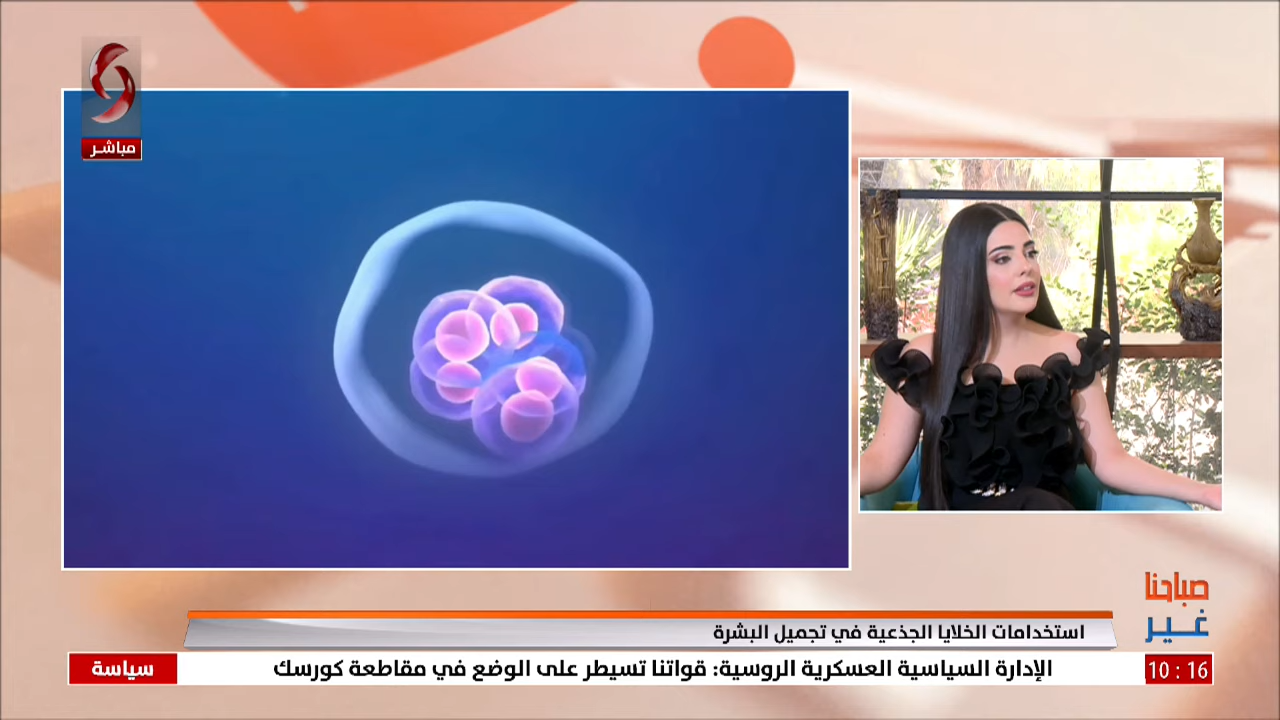 مباشر
صباحنا
غير
استخدامات الخلايا الجذعية في تجميل البشرة
سياسة
الإدارة السياسية العسكرية الروسية: قواتنا تسيطر على الوضع في مقاطعة كورسك
10 : 16